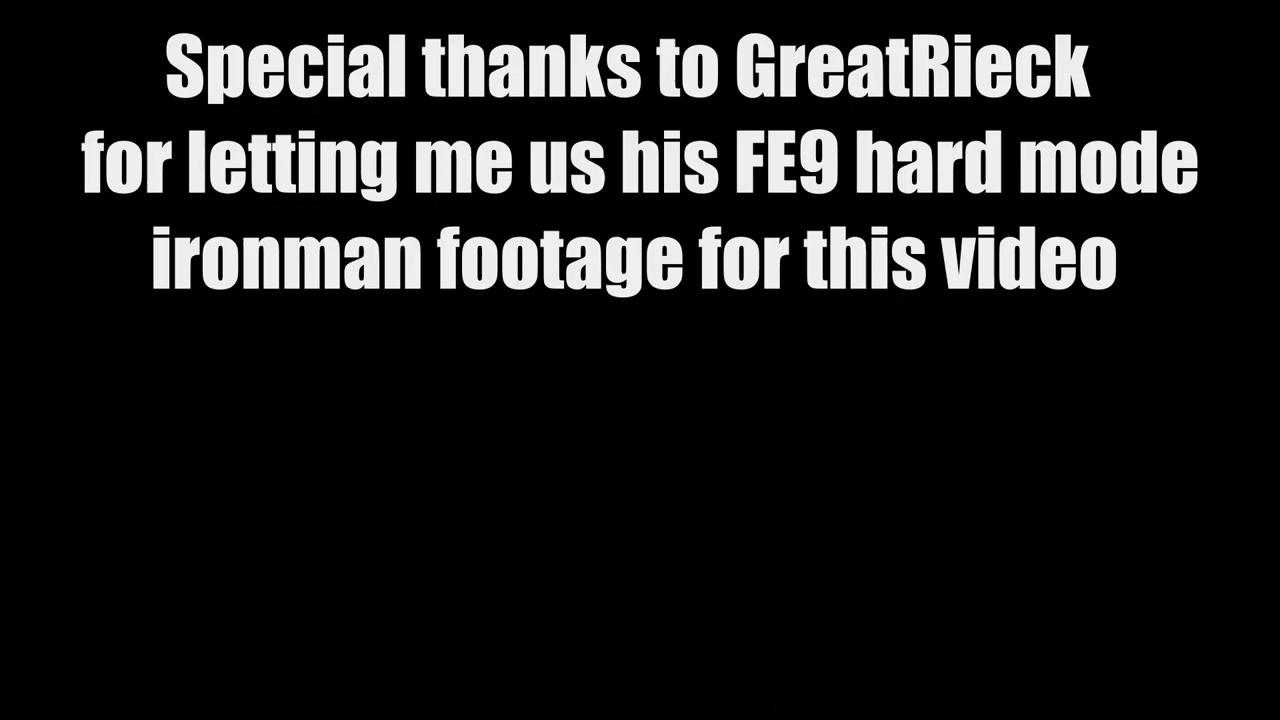 Special thanks to GreatRieck
for letting me us his FE9 hard mode
ironman footage for this video